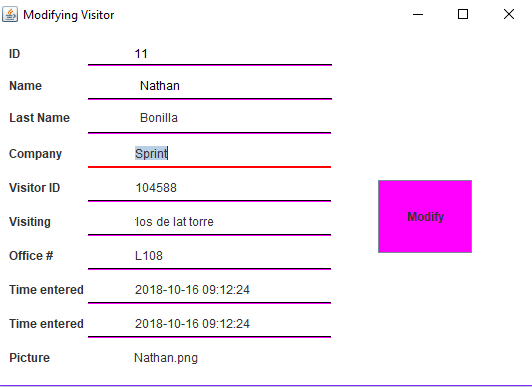 Modifying Visitor
ID 11
Name Nathan
Last Name Bonilla
Company Sprint
Visitor ID 104588
Visiting los de lat torre
Modify
Office # L108
Time entered 2018-10-16 09:12:24
Time entered 2018-10-16 09:12:24
Picture Nathan.png